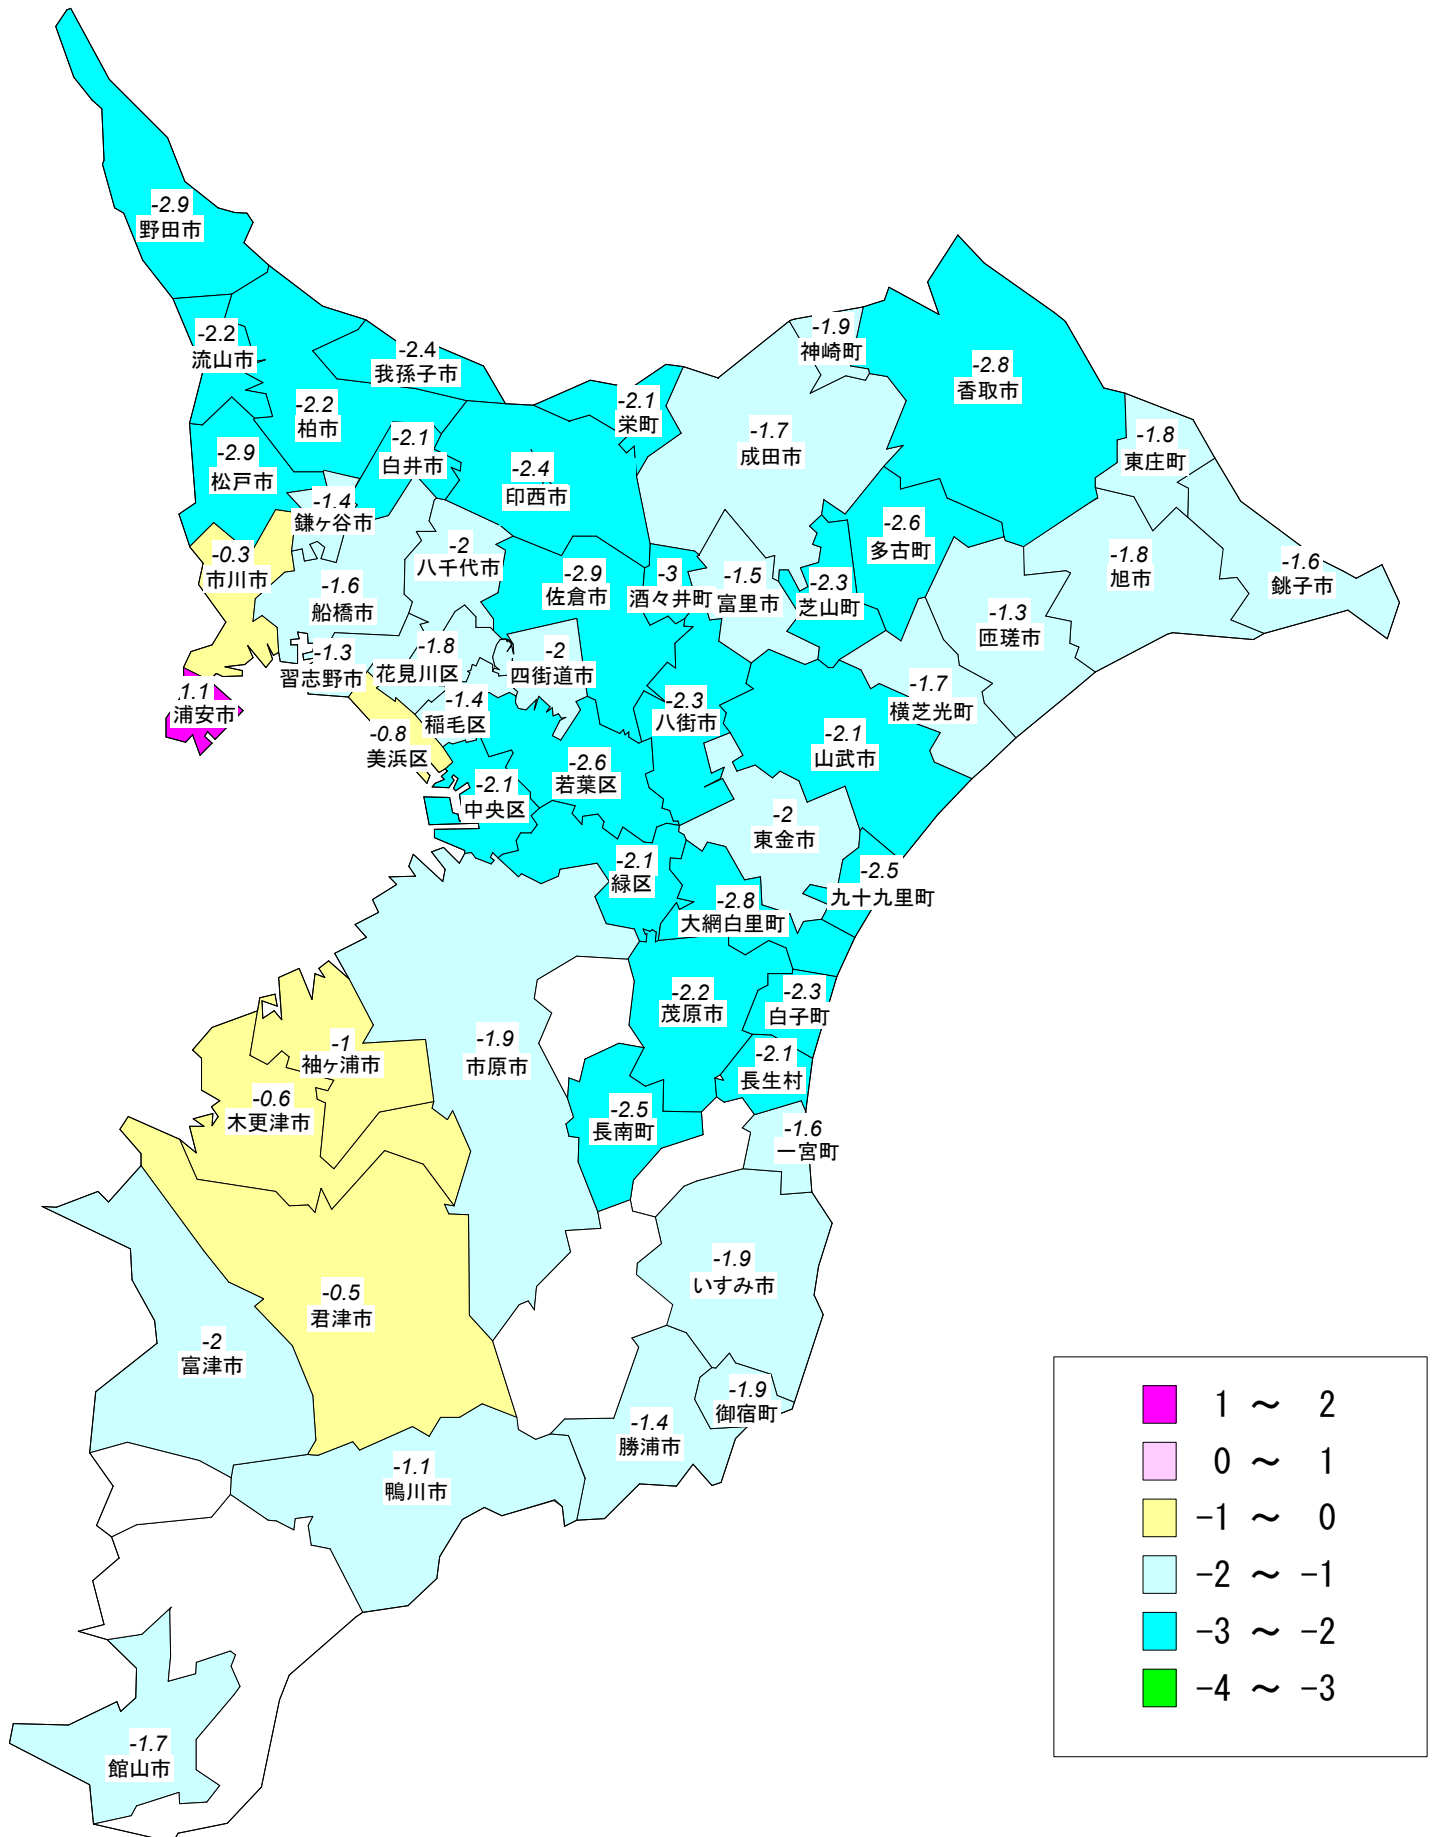 -2.9
野田市
-2.2
流山市
-2.4
我孫子市
-2.2
柏市
-2.9
松戸市
-2.1
白井市
-1.4
鎌ヶ谷市
-0.3
市川市
-2.4
印西市
-2.1
栄町
-1.7
成田市
-1.9
神崎町
-2.8
香取市
-1.8
東庄町
-1.6
銚子市
-1.8
旭市
-1.3
匝瑳市
-2.6
多古町
-2.3
芝山町
-1.5
富里市
-3
酒々井町
-2.9
佐倉市
-2
八千代市
-1.6
船橋市
-1.3
習志野市
-1.8
花見川区
-2
四街道市
-1.4
稲毛区
1.1
浦安市
-0.8
美浜区
-2.1
中央区
-2.6
若葉区
-2.3
八街市
-2.1
山武市
-1.7
横芝光町
-2
東金市
-2.5
九十九里町
-2.1
緑区
-2.8
大網白里町
-2.2
茂原市
-2.3
白子町
-2.1
長生村
-2.5
長南町
-1.6
一宮町
-1.9
市原市
-1
袖ヶ浦市
-0.6
木更津市
-0.5
君津市
-2
富津市
-1.9
いすみ市
-1.9
御宿町
-1.4
勝浦市
-1.1
鴨川市
-1.7
館山市
1 ～ 2
0 ～ 1
-1 ～ 0
-2 ～ -1
-3 ～ -2
-4 ～ -3